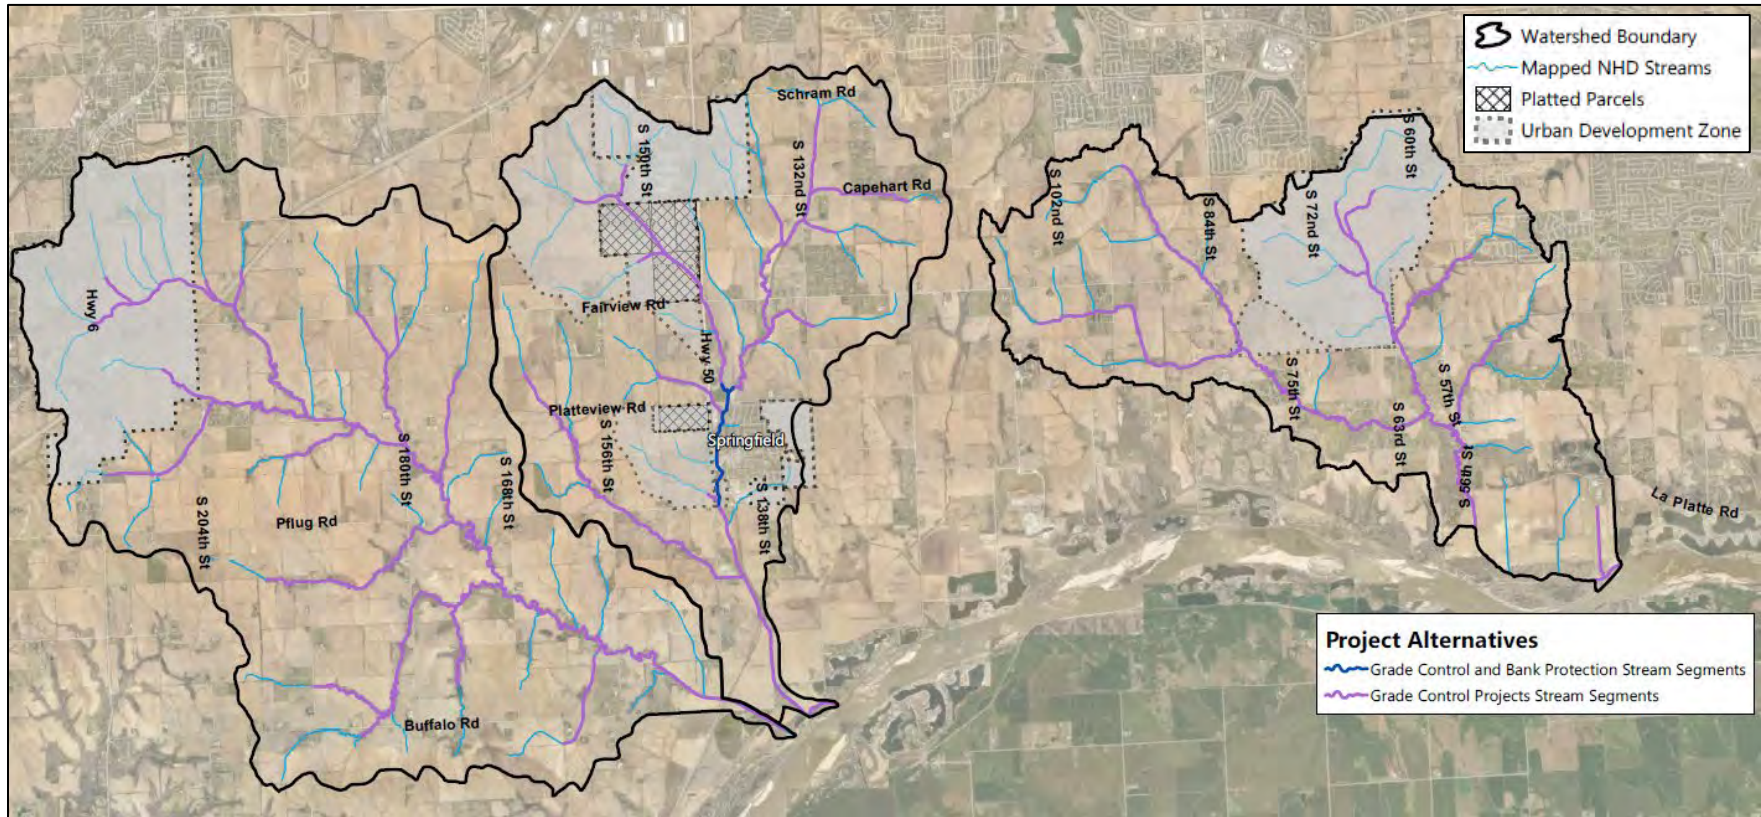 Watershed Boundary
Mapped NHD Streams
Platted Parcels
Urban Development Zone
Schram Rd
S 150th St
S 132nd St
Capehart Rd
S 60th St
S 102nd St
S 84th St
S 72nd St
Hwy 6
Fairview Rd
Hwy 50
Platteview Rd
S 156th St
Springfield
S 75th St
S 63rd St
S 57th St
S 56th St
S 180th St
S 168th St
S 138th St
S 204th St
Pflug Rd
La Platte Rd
Buffalo Rd
Project Alternatives
Grade Control and Bank Protection Stream Segments
Grade Control Projects Stream Segments